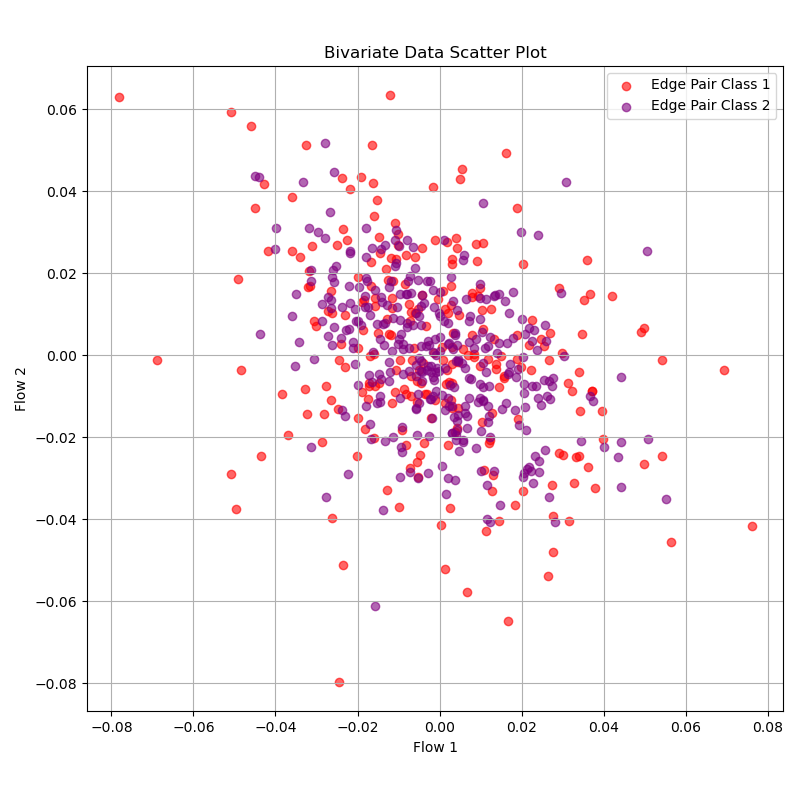 Bivariate Data Scatter Plot
Edge Pair Class 1
Edge Pair Class 2
0.06
0.04
0.02
0.00
−0.02
−0.04
−0.06
−0.08
Flow 2
−0.08 −0.06 −0.04 −0.02 0.00 0.02 0.04 0.06 0.08
Flow 1